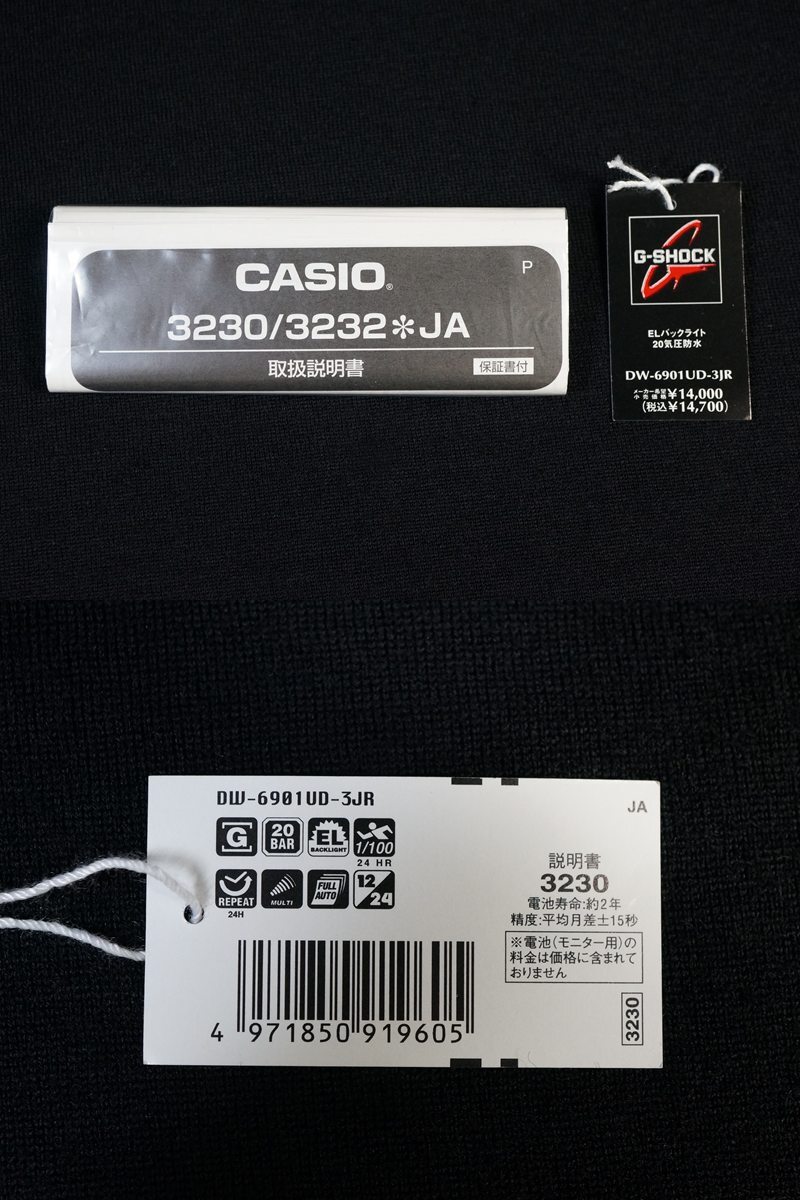 CASIO®
P
3230/3232✻JA
取扱説明書
保証書付
G-SHOCK
ELバックライト
20気圧防水
DW-6901UD-3JR
メーカー希望小売価格¥14,000
(税込¥14,700)
DW-6901UD-3JR
JA
G
20 BAR
EL BACKLIGHT
1/100
24 HR
REPEAT
24H
MULTI
FULL AUTO
12/24
説明書
3230
電池寿命:約2年
精度:平均月差±15秒
※電池(モニター用)の
料金は価格に含まれて
おりません
3230
4 971850 919605